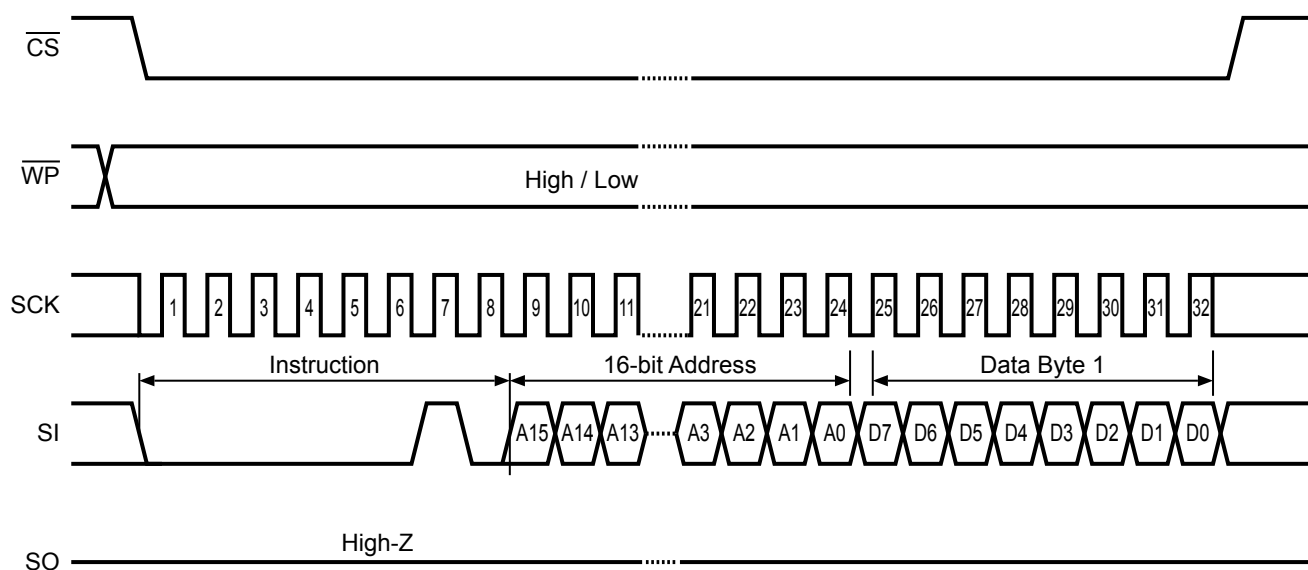 CS
WP
High / Low
SCK
1 2 3 4 5 6 7 8 9 10 11 21 22 23 24 25 26 27 28 29 30 31 32
Instruction 16-bit Address Data Byte 1
SI
A15 A14 A13 A3 A2 A1 A0 D7 D6 D5 D4 D3 D2 D1 D0
High-Z
SO